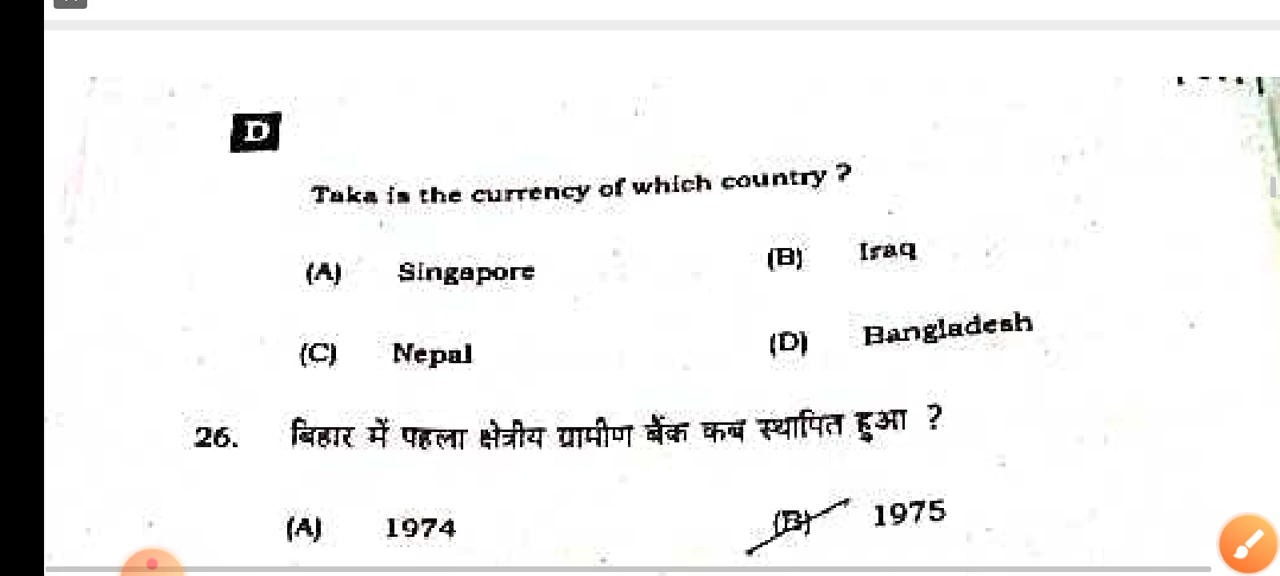 D
Taka is the currency of which country ?
(A) Singapore (B) Iraq
(C) Nepal (D) Bangladesh
26. बिहार में पहला क्षेत्रीय ग्रामीण बैंक कब स्थापित हुआ ?
(A) 1974 (B) 1975